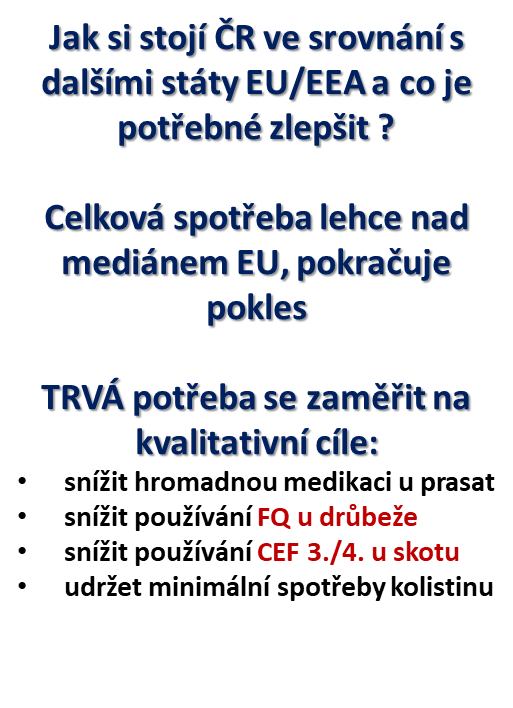 Jak si stojí ČR ve srovnání s
dalšími státy EU/EEA a co je
potřebné zlepšit ?
Celková spotřeba lehce nad
mediánem EU, pokračuje
pokles
TRVÁ potřeba se zaměřit na
kvalitativní cíle:
• snížit hromadnou medikaci u prasat
• snížit používání FQ u drůbeže
• snížit používání CEF 3./4. u skotu
• udržet minimální spotřeby kolistinu